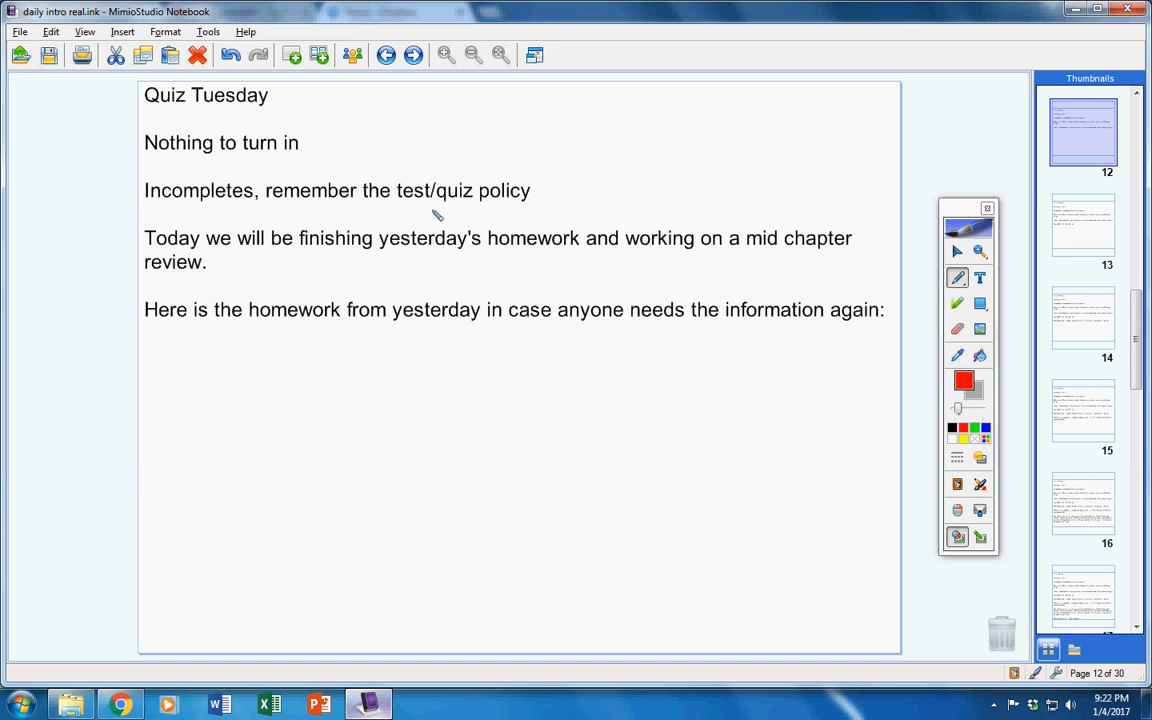 daily intro real.ink - MimioStudio Notebook
File Edit View Insert Format Tools Help
Quiz Tuesday
Nothing to turn in
Incompletes, remember the test/quiz policy
Today we will be finishing yesterday's homework and working on a mid chapter
review.
Here is the homework from yesterday in case anyone needs the information again:
Thumbnails
12
13
14
15
16
Page 12 of 30
9:22 PM
1/4/2017